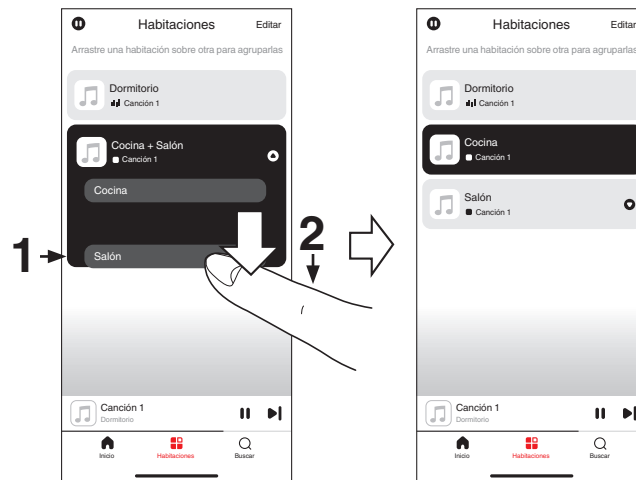 Habitaciones Editar
Arrastre una habitación sobre otra para agruparlas
Dormitorio
Canción 1
Cocina + Salón
Canción 1
Cocina
Salón
1
2
Canción 1
Dormitorio
Inicio Habitaciones Buscar
Habitaciones Editar
Arrastre una habitación sobre otra para agruparlas
Dormitorio
Canción 1
Cocina
Canción 1
Salón
Canción 1
Canción 1
Dormitorio
Inicio Habitaciones Buscar